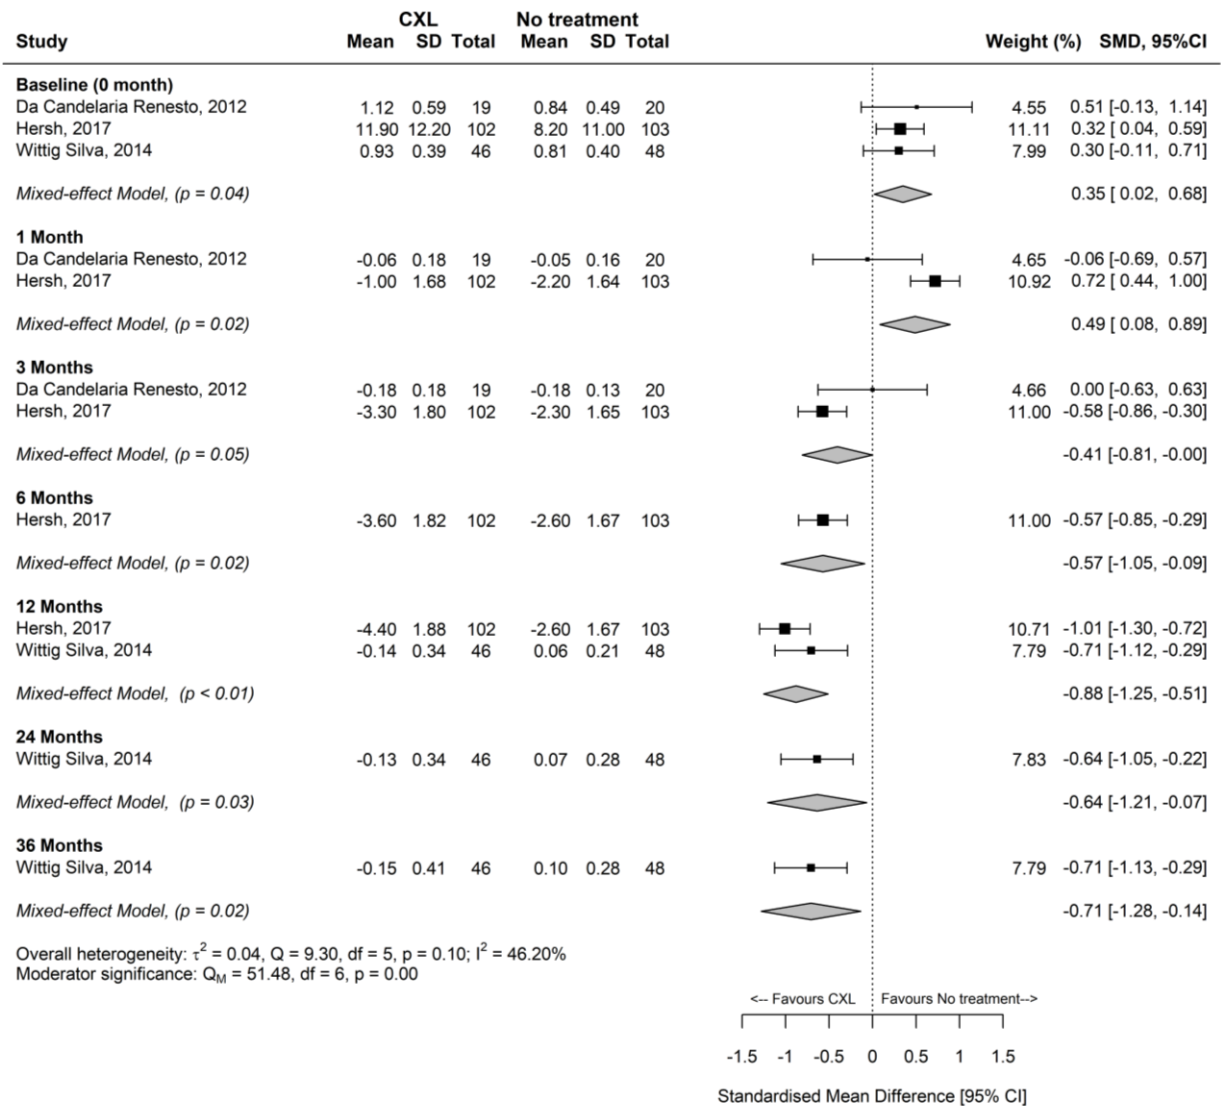 CXL No treatment
Study Mean SD Total Mean SD Total Weight (%) SMD, 95%CI
Baseline (0 month)
Da Candelaria Renesto, 2012 1.12 0.59 19 0.84 0.49 20 4.55 0.51 [-0.13, 1.14]
Hersh, 2017 11.90 12.20 102 8.20 11.00 103 11.11 0.32 [ 0.04, 0.59]
Wittig Silva, 2014 0.93 0.39 46 0.81 0.40 48 7.99 0.30 [-0.11, 0.71]
Mixed-effect Model, (p = 0.04) 0.35 [ 0.02, 0.68]
1 Month
Da Candelaria Renesto, 2012 -0.06 0.18 19 -0.05 0.16 20 4.65 -0.06 [-0.69, 0.57]
Hersh, 2017 -1.00 1.68 102 -2.20 1.64 103 10.92 0.72 [ 0.44, 1.00]
Mixed-effect Model, (p = 0.02) 0.49 [ 0.08, 0.89]
3 Months
Da Candelaria Renesto, 2012 -0.18 0.18 19 -0.18 0.13 20 4.66 0.00 [-0.63, 0.63]
Hersh, 2017 -3.30 1.80 102 -2.30 1.65 103 11.00 -0.58 [-0.86, -0.30]
Mixed-effect Model, (p = 0.05) -0.41 [-0.81, -0.00]
6 Months
Hersh, 2017 -3.60 1.82 102 -2.60 1.67 103 11.00 -0.57 [-0.85, -0.29]
Mixed-effect Model, (p = 0.02) -0.57 [-1.05, -0.09]
12 Months
Hersh, 2017 -4.40 1.88 102 -2.60 1.67 103 10.71 -1.01 [-1.30, -0.72]
Wittig Silva, 2014 -0.14 0.34 46 0.06 0.21 48 7.79 -0.71 [-1.12, -0.29]
Mixed-effect Model, (p < 0.01) -0.88 [-1.25, -0.51]
24 Months
Wittig Silva, 2014 -0.13 0.34 46 0.07 0.28 48 7.83 -0.64 [-1.05, -0.22]
Mixed-effect Model, (p = 0.03) -0.64 [-1.21, -0.07]
36 Months
Wittig Silva, 2014 -0.15 0.41 46 0.10 0.28 48 7.79 -0.71 [-1.13, -0.29]
Mixed-effect Model, (p = 0.02) -0.71 [-1.28, -0.14]
Overall heterogeneity: τ² = 0.04, Q = 9.30, df = 5, p = 0.10; I² = 46.20%
Moderator significance: Q_M = 51.48, df = 6, p = 0.00
<-- Favours CXL Favours No treatment-->
-1.5 -1 -0.5 0 0.5 1 1.5
Standardised Mean Difference [95% CI]